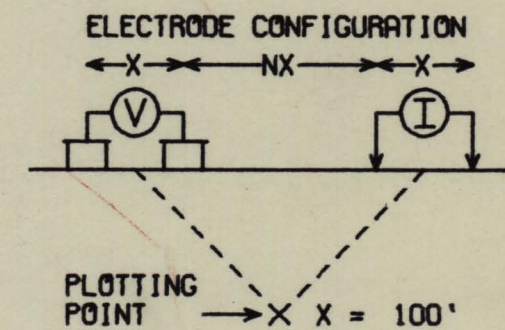 ELECTRODE CONFIGURATION
X NX X
V I
PLOTTING
POINT X X = 100'